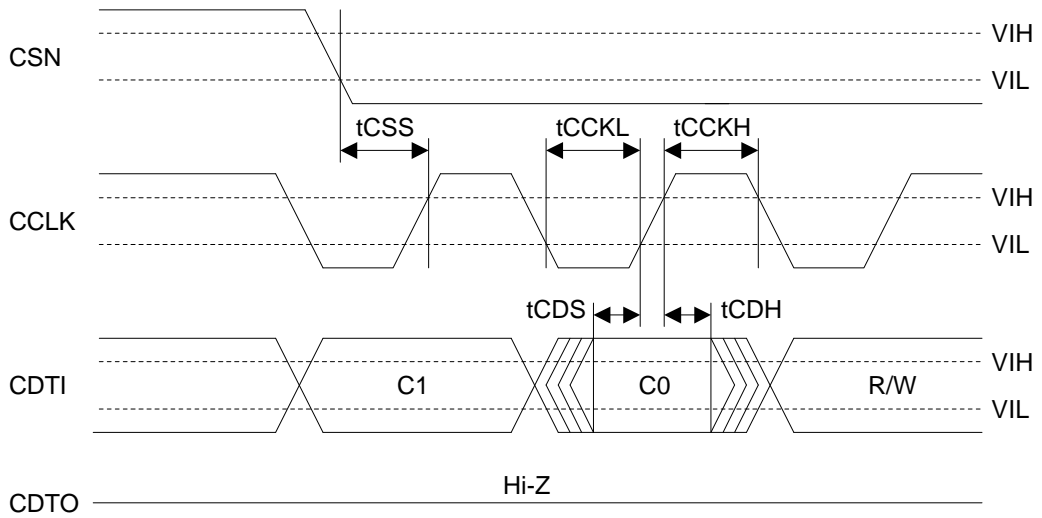 CSN
VIH
VIL
tCSS
tCCKL
tCCKH
CCLK
VIH
VIL
tCDS
tCDH
CDTI
C1
C0
R/W
VIH
VIL
CDTO
Hi-Z